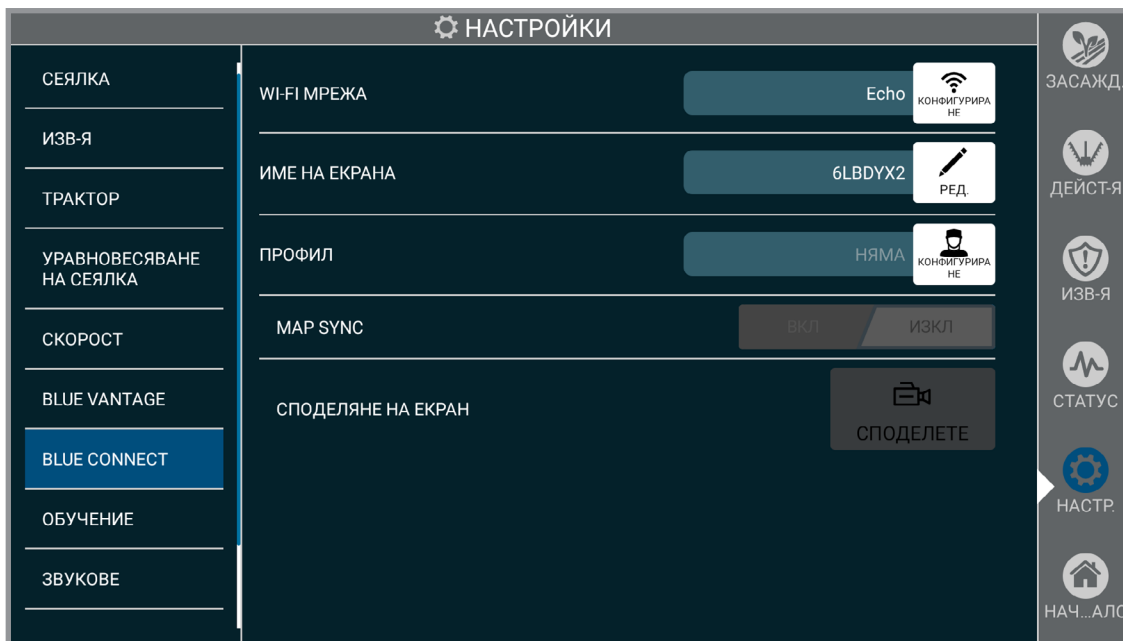 НАСТРОЙКИ
СЕЯЛКА
ИЗВ-Я
ТРАКТОР
УРАВНОВЕСЯВАНЕ
НА СЕЯЛКА
СКОРОСТ
BLUE VANTAGE
BLUE CONNECT
ОБУЧЕНИЕ
ЗВУКОВЕ
WI-FI МРЕЖА
Echo
КОНФИГУРИРА
НЕ
ИМЕ НА ЕКРАНА
6LBDYX2
РЕД.
ПРОФИЛ
НЯМА
КОНФИГУРИРА
НЕ
MAP SYNC
ВКЛ
ИЗКЛ
СПОДЕЛЯНЕ НА ЕКРАН
СПОДЕЛЕТЕ
ЗАСАЖД.
ДЕЙСТ-Я
ИЗВ-Я
СТАТУС
НАСТР.
НАЧ...АЛО